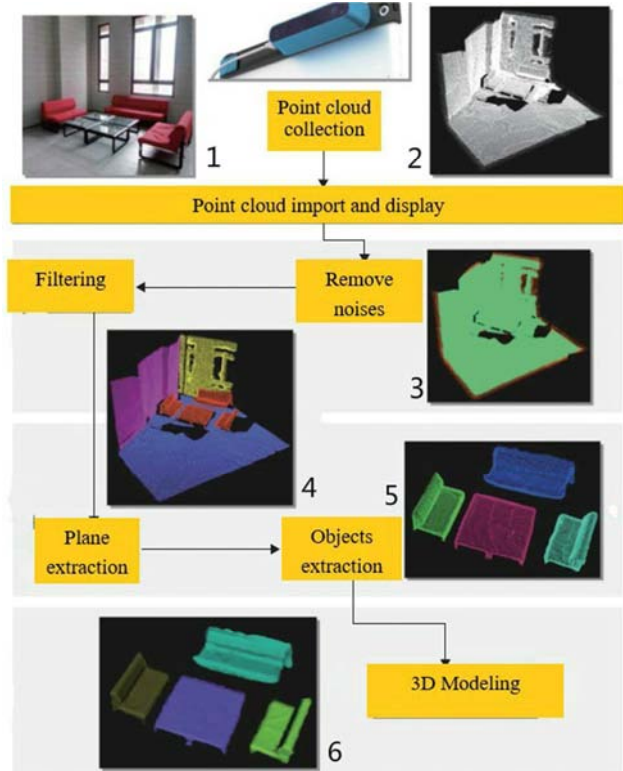 1
Point cloud
collection
2
Point cloud import and display
Filtering
Remove
noises
3
4
5
Plane
extraction
Objects
extraction
3D Modeling
6